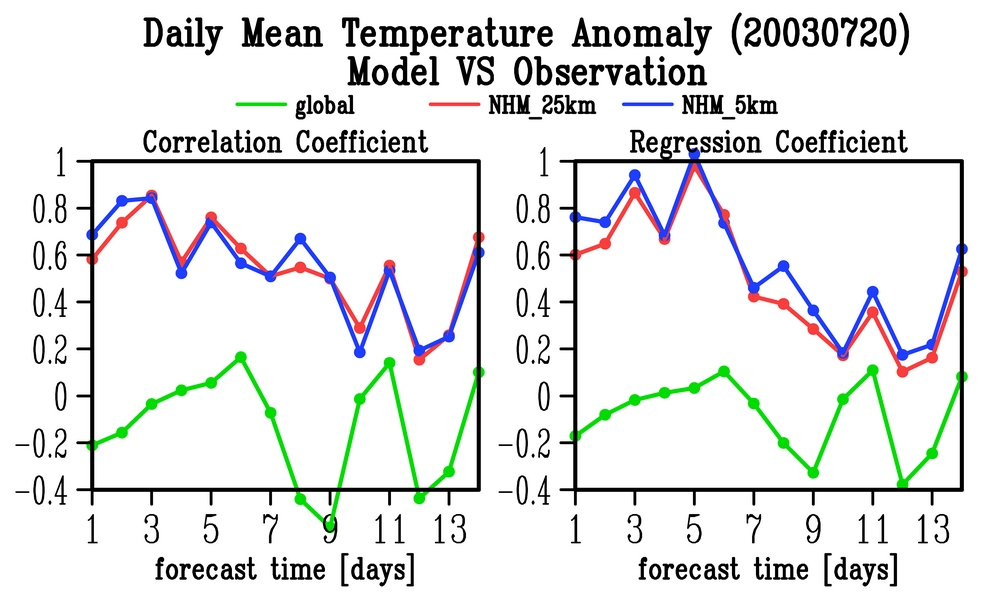 Daily Mean Temperature Anomaly (20030720)
Model VS Observation
global NHM_25km NHM_5km
Correlation Coefficient
1
0.8
0.6
0.4
0.2
0
−0.2
−0.4
1 3 5 7 9 11 13
forecast time [days]
Regression Coefficient
1
0.8
0.6
0.4
0.2
0
−0.2
−0.4
1 3 5 7 9 11 13
forecast time [days]